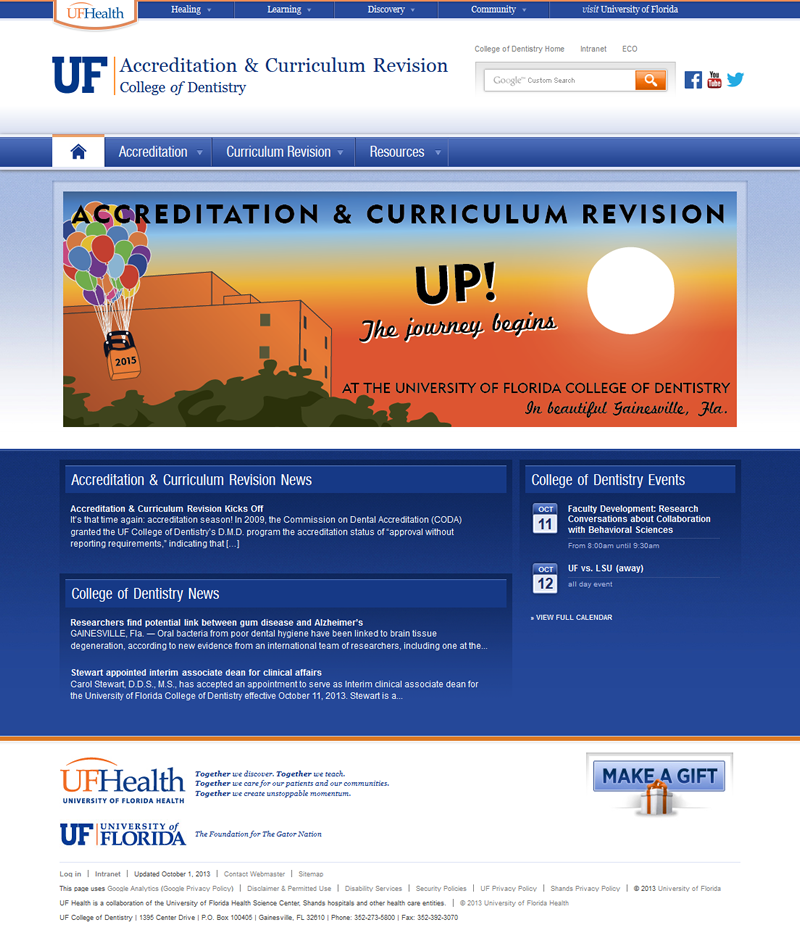 UFHealth
Healing
Learning
Discovery
Community
visit University of Florida
College of Dentistry Home
Intranet
ECO
UF
Accreditation & Curriculum Revision
College of Dentistry
Google™ Custom Search
You
Tube
Accreditation
Curriculum Revision
Resources
ACCREDITATION & CURRICULUM REVISION
UP!
The journey begins
2015
AT THE UNIVERSITY OF FLORIDA COLLEGE OF DENTISTRY
In beautiful Gainesville, Fla.
Accreditation & Curriculum Revision News
Accreditation & Curriculum Revision Kicks Off
It's that time again: accreditation season! In 2009, the Commission on Dental Accreditation (CODA)
granted the UF College of Dentistry's D.M.D. program the accreditation status of “approval without
reporting requirements,” indicating that [...]
College of Dentistry News
Researchers find potential link between gum disease and Alzheimer's
GAINESVILLE, Fla. — Oral bacteria from poor dental hygiene have been linked to brain tissue
degeneration, according to new evidence from an international team of researchers, including one at the...
Stewart appointed interim associate dean for clinical affairs
Carol Stewart, D.D.S., M.S., has accepted an appointment to serve as Interim clinical associate dean for
the University of Florida College of Dentistry effective October 11, 2013. Stewart is a...
College of Dentistry Events
OCT
11
Faculty Development: Research
Conversations about Collaboration
with Behavioral Sciences
From 8:00am until 9:30am
OCT
12
UF vs. LSU (away)
all day event
» VIEW FULL CALENDAR
UFHealth
UNIVERSITY OF FLORIDA HEALTH
Together we discover. Together we teach.
Together we care for our patients and our communities.
Together we create unstoppable momentum.
MAKE A GIFT
UF UNIVERSITY of
FLORIDA
The Foundation for The Gator Nation
Log in | Intranet | Updated October 1, 2013 | Contact Webmaster | Sitemap
This page uses Google Analytics (Google Privacy Policy) | Disclaimer & Permitted Use | Disability Services | Security Policies | UF Privacy Policy | Shands Privacy Policy | © 2013 University of Florida
UF Health is a collaboration of the University of Florida Health Science Center, Shands hospitals and other health care entities. | © 2013 University of Florida Health
UF College of Dentistry | 1395 Center Drive | P.O. Box 100405 | Gainesville, FL 32610 | Phone: 352-273-5800 | Fax: 352-392-3070